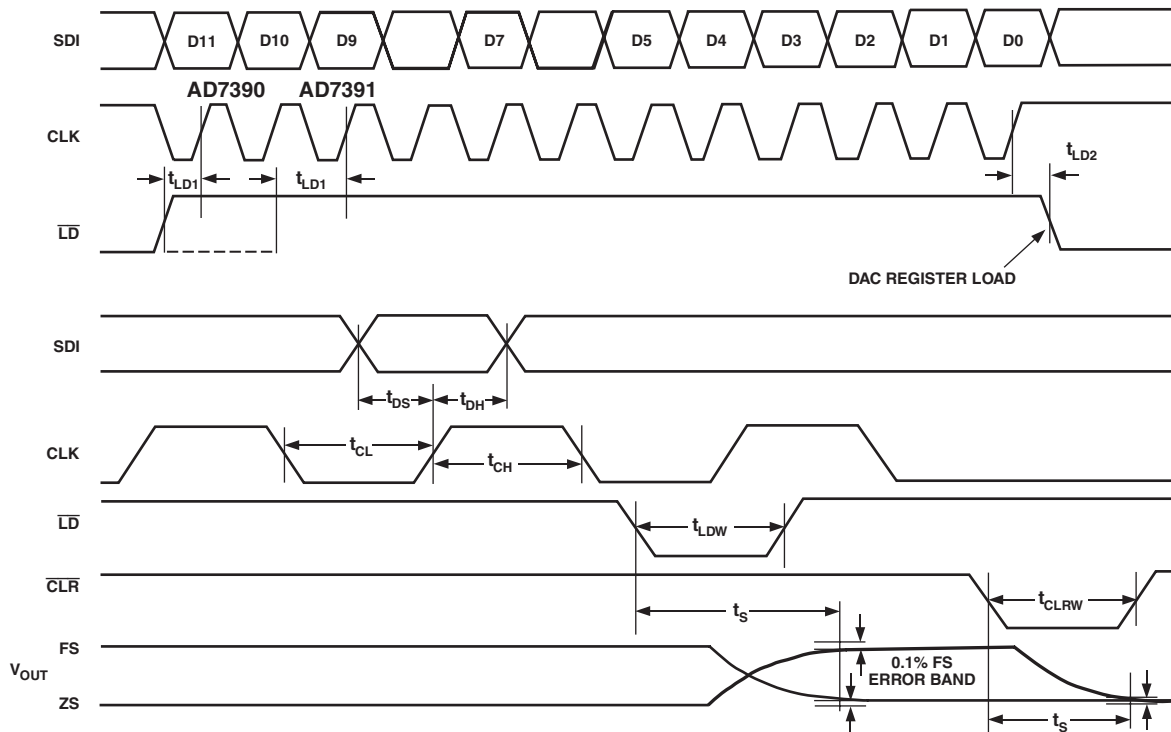 SDI D11 D10 D9 D7 D5 D4 D3 D2 D1 D0
AD7390 AD7391
CLK
tLD1 tLD1 tLD2
LD
DAC REGISTER LOAD
SDI
tDS tDH
CLK
tCL
tCH
LD
tLDW
CLR
tCLRW
tS
FS
VOUT
0.1% FS
ERROR BAND
ZS
tS